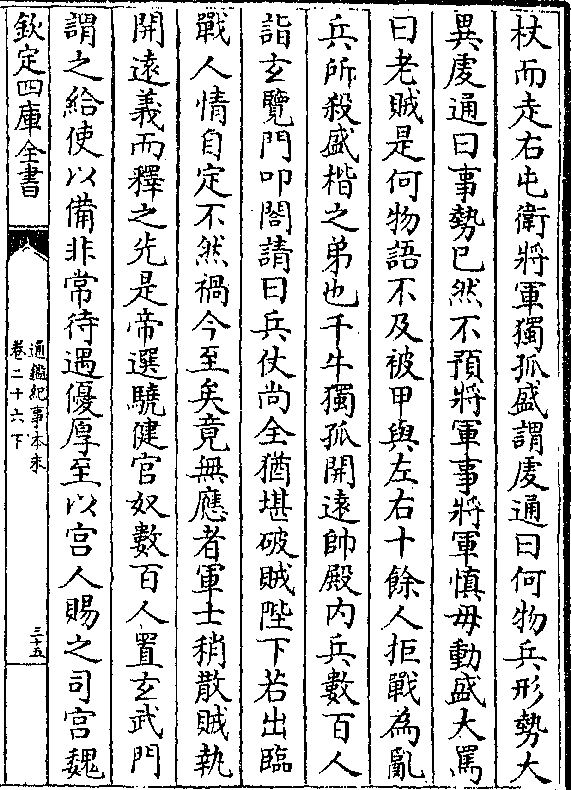 杖而走右屯衛將軍獨孤盛謂䖍通曰何物兵形勢大
異䖍通曰事勢已然不預將軍事將軍慎毋動盛大罵
曰老賊是何物語不及被甲與左右十餘人拒戰為亂
兵所殺盛楷之弟也千牛獨孤開逺帥殿内兵數百人
詣玄覽門叩閤請曰兵仗尚全猶堪破賊陛下若出臨
戰人情自定不然禍今至矣竟無應者軍士稍散賊執
開逺義而釋之先是帝選驍健官奴數百人置玄武門
謂之給使以備非常待遇優厚至以宫人賜之司宫魏
欽定四庫全書
通鑑紀事本末
卷二十六下
三十五